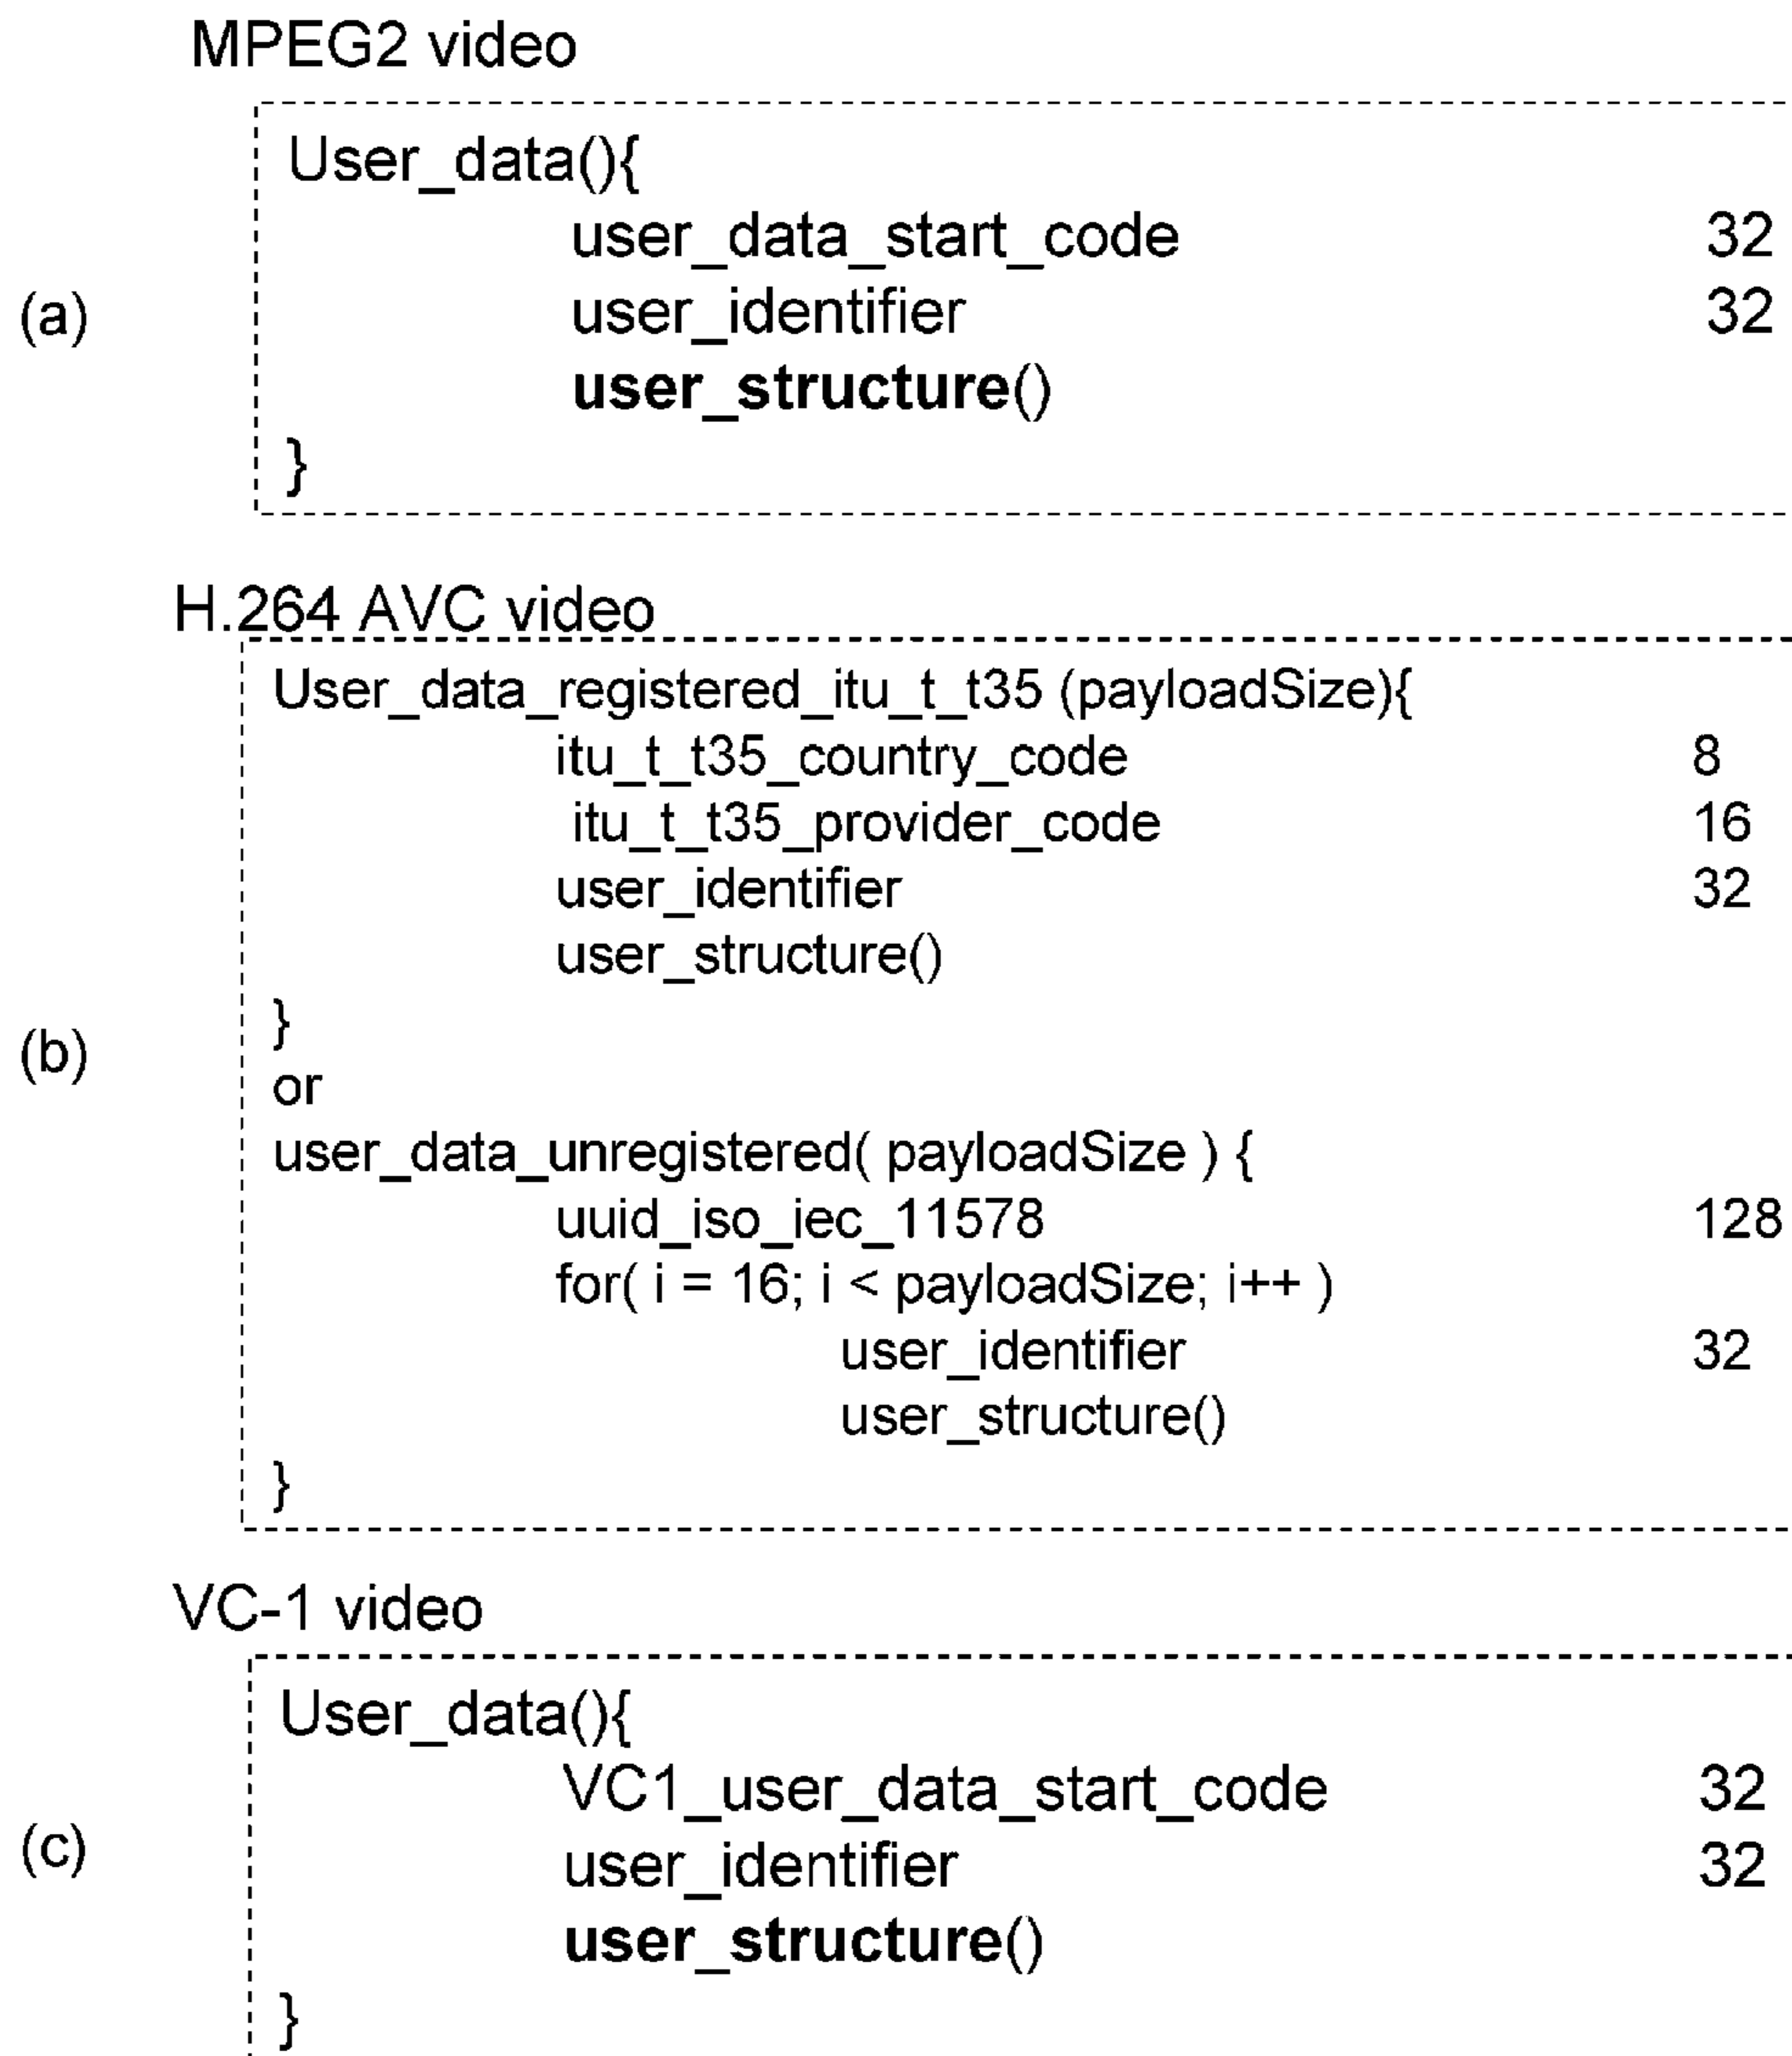 MPEG2 video
User_data(){
user_data_start_code 32
(a)
user_identifier 32
user_structure()
}
H.264 AVC video
User_data_registered_itu_t_t35 (payloadSize){
itu_t_t35_country_code 8
itu_t_t35_provider_code 16
user_identifier 32
user_structure()
}
(b)
or
user_data_unregistered( payloadSize ) {
uuid_iso_iec_11578 128
for( i = 16; i < payloadSize; i++ )
user_identifier 32
user_structure()
}
VC-1 video
User_data(){
VC1_user_data_start_code 32
(c)
user_identifier 32
user_structure()
}